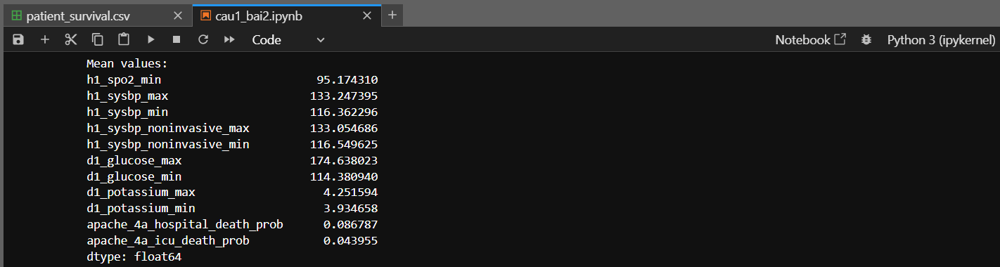 patient_survival.csv
cau1_bai2.ipynb
Code
Notebook
Python 3 (ipykernel)
Mean values:
h1_spo2_min 95.174310
h1_sysbp_max 133.247395
h1_sysbp_min 116.362296
h1_sysbp_noninvasive_max 133.054686
h1_sysbp_noninvasive_min 116.549625
d1_glucose_max 174.638023
d1_glucose_min 114.380940
d1_potassium_max 4.251594
d1_potassium_min 3.934658
apache_4a_hospital_death_prob 0.086787
apache_4a_icu_death_prob 0.043955
dtype: float64